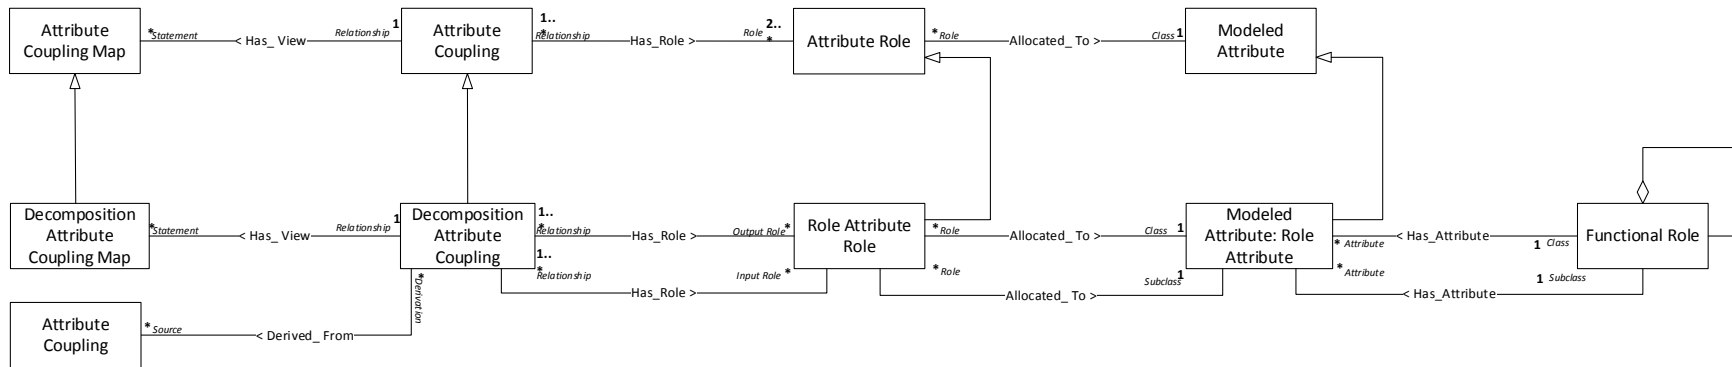 Attribute
Coupling Map
*
Statement
< Has_ View
Relationship
1
Attribute
Coupling
1..
*
Relationship
Has_Role >
Role
2..
*
Attribute Role
*
Role
Allocated_ To >
Class
1
Modeled
Attribute
Decomposition
Attribute
Coupling Map
*
Statement
< Has_ View
Relationship
1
Decomposition
Attribute
Coupling
1..
*
Relationship
Has_Role >
Output Role
*
Role Attribute
Role
*
Role
Allocated_ To >
Class
1
Modeled
Attribute: Role
Attribute
*
Attribute
< Has_Attribute
1
Class
Functional Role
1..
*
Relationship
Has_Role >
Input Role
*
*
Role
Allocated_ To >
Subclass
1
*
Attribute
< Has_Attribute
1
Subclass
*
Derivation
Attribute
Coupling
*
Source
< Derived_ From